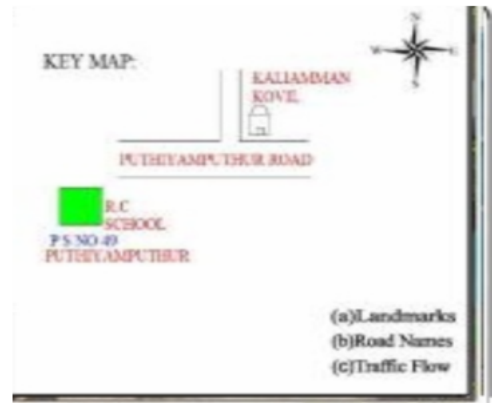 N
W E
S
KEY MAP:
KALIAMMAN
KOVIL
PUTHIYAMPUTHUR ROAD
R.C
SCHOOL
P S.NO 49
PUTHIYAMPUTHUR
(a)Landmarks
(b)Road Names
(c)Traffic Flow